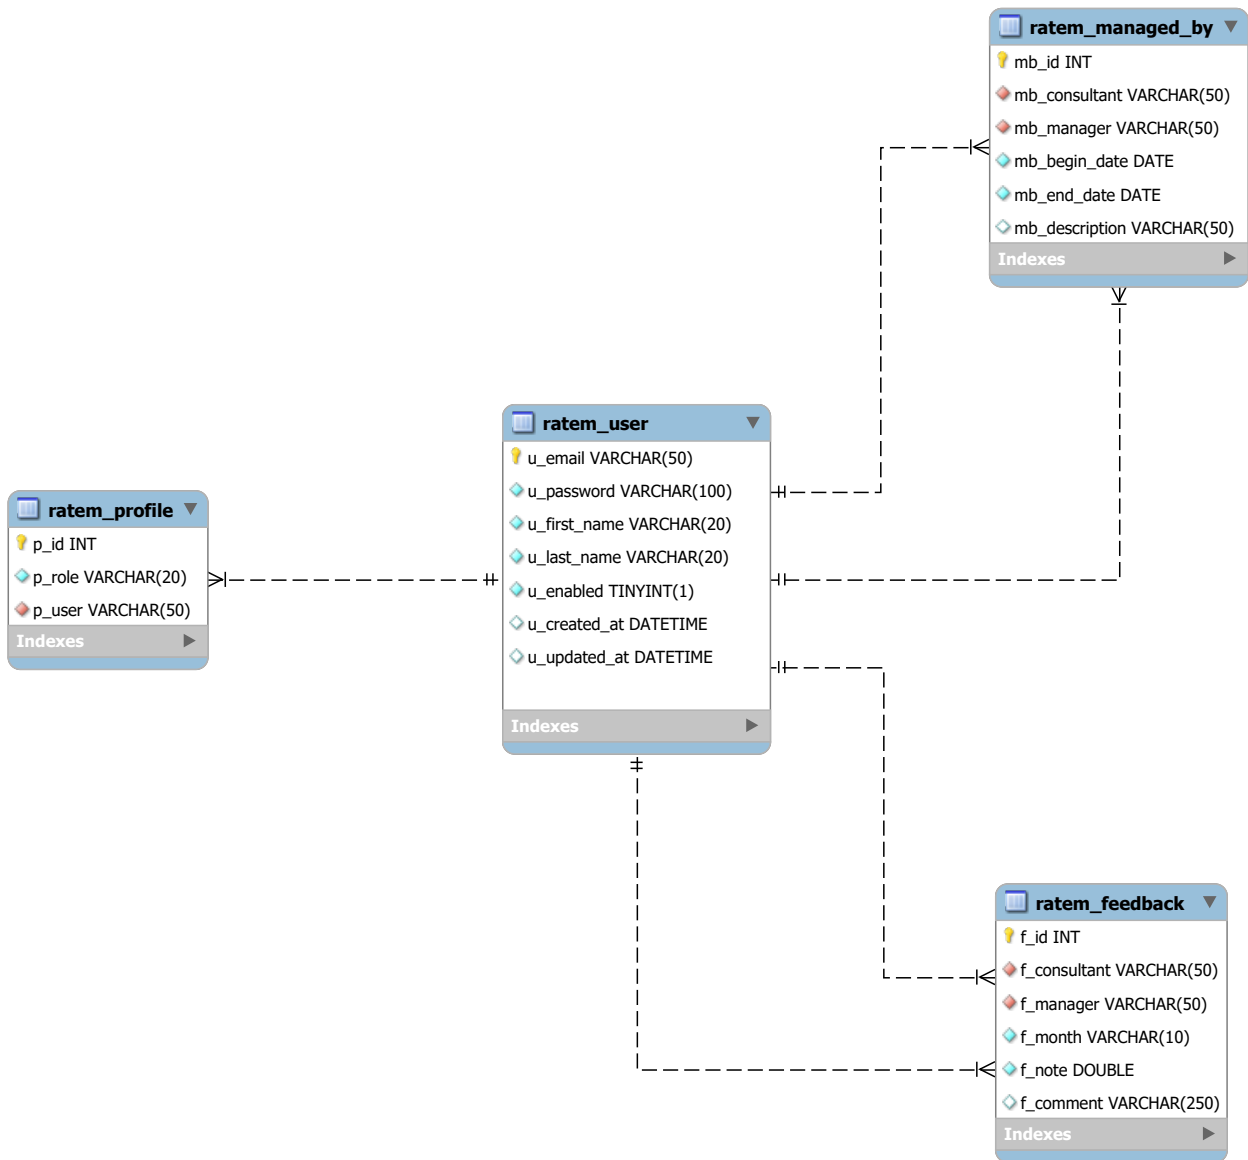 ratem_managed_by
mb_id INT
mb_consultant VARCHAR(50)
mb_manager VARCHAR(50)
mb_begin_date DATE
mb_end_date DATE
mb_description VARCHAR(50)
Indexes
ratem_user
u_email VARCHAR(50)
u_password VARCHAR(100)
u_first_name VARCHAR(20)
u_last_name VARCHAR(20)
u_enabled TINYINT(1)
u_created_at DATETIME
u_updated_at DATETIME
Indexes
ratem_profile
p_id INT
p_role VARCHAR(20)
p_user VARCHAR(50)
Indexes
ratem_feedback
f_id INT
f_consultant VARCHAR(50)
f_manager VARCHAR(50)
f_month VARCHAR(10)
f_note DOUBLE
f_comment VARCHAR(250)
Indexes